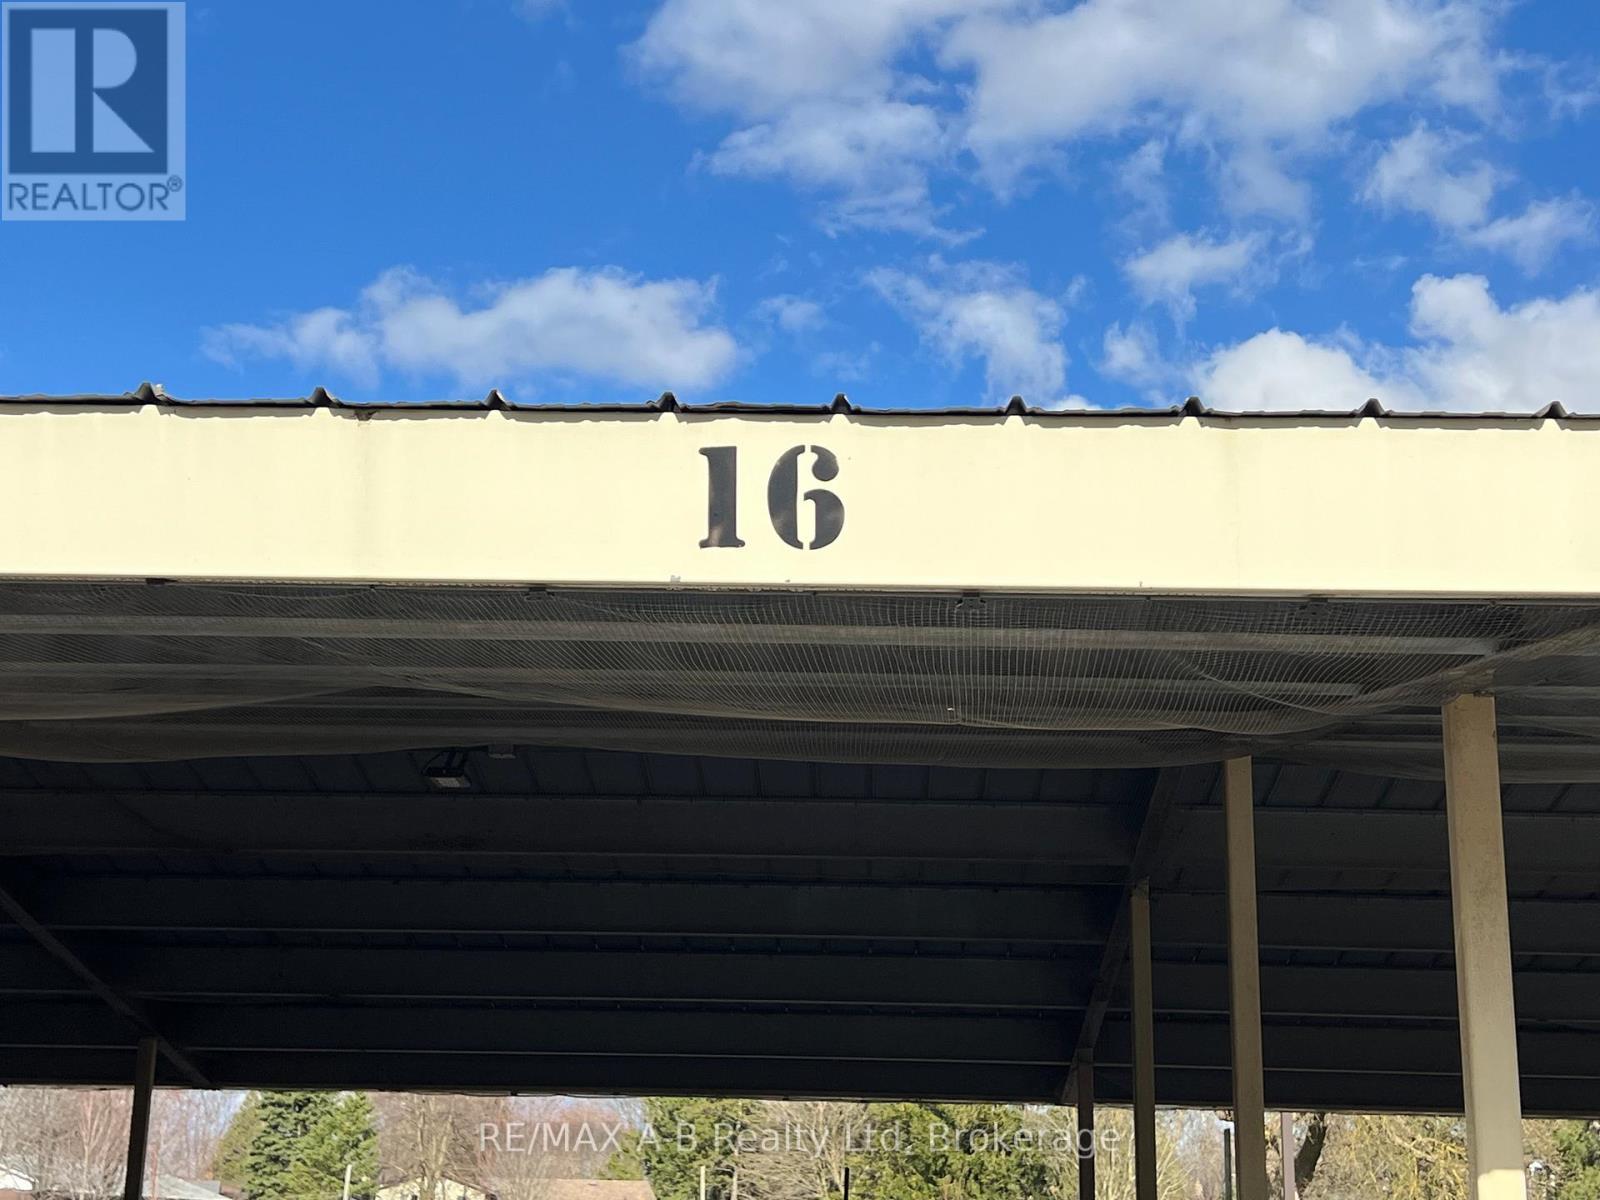 REALTOR®
16
RE/MAX A-B Realty Ltd, Brokerage